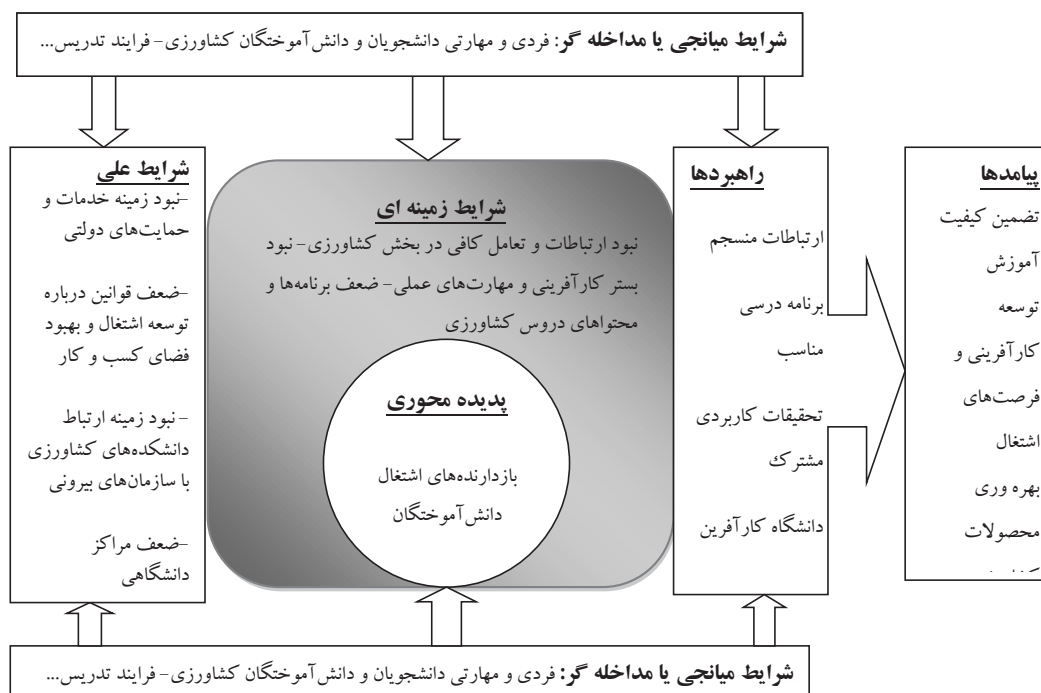 شرایط میانجی یا مداخله گر: فردی و مهارتی دانشجویان و دانش‌آموختگان کشاورزی- فرایند تدریس...
شرایط علی
-نبود زمینه خدمات و
حمایت‌های دولتی
-ضعف قوانین درباره
توسعه اشتغال و بهبود
فضای کسب و کار
- نبود زمینه ارتباط
دانشکده‌های کشاورزی
با سازمان‌های بیرونی
-ضعف مراکز
دانشگاهی
شرایط زمینه ای
نبود ارتباطات و تعامل کافی در بخش کشاورزی- نبود
بستر کارآفرینی و مهارت‌های عملی- ضعف برنامه‌ها و
محتواهای دروس کشاورزی
پدیده محوری
بازدارنده‌های اشتغال
دانش‌آموختگان
راهبردها
ارتباطات منسجم
برنامه درسی
مناسب
تحقیقات کاربردی
مشترک
دانشگاه کارآفرین
پیامدها
تضمین کیفیت
آموزش
توسعه
کارآفرینی و
فرصت‌های
اشتغال
بهره وری
محصولات
شرایط میانجی یا مداخله گر: فردی و مهارتی دانشجویان و دانش‌آموختگان کشاورزی- فرایند تدریس...